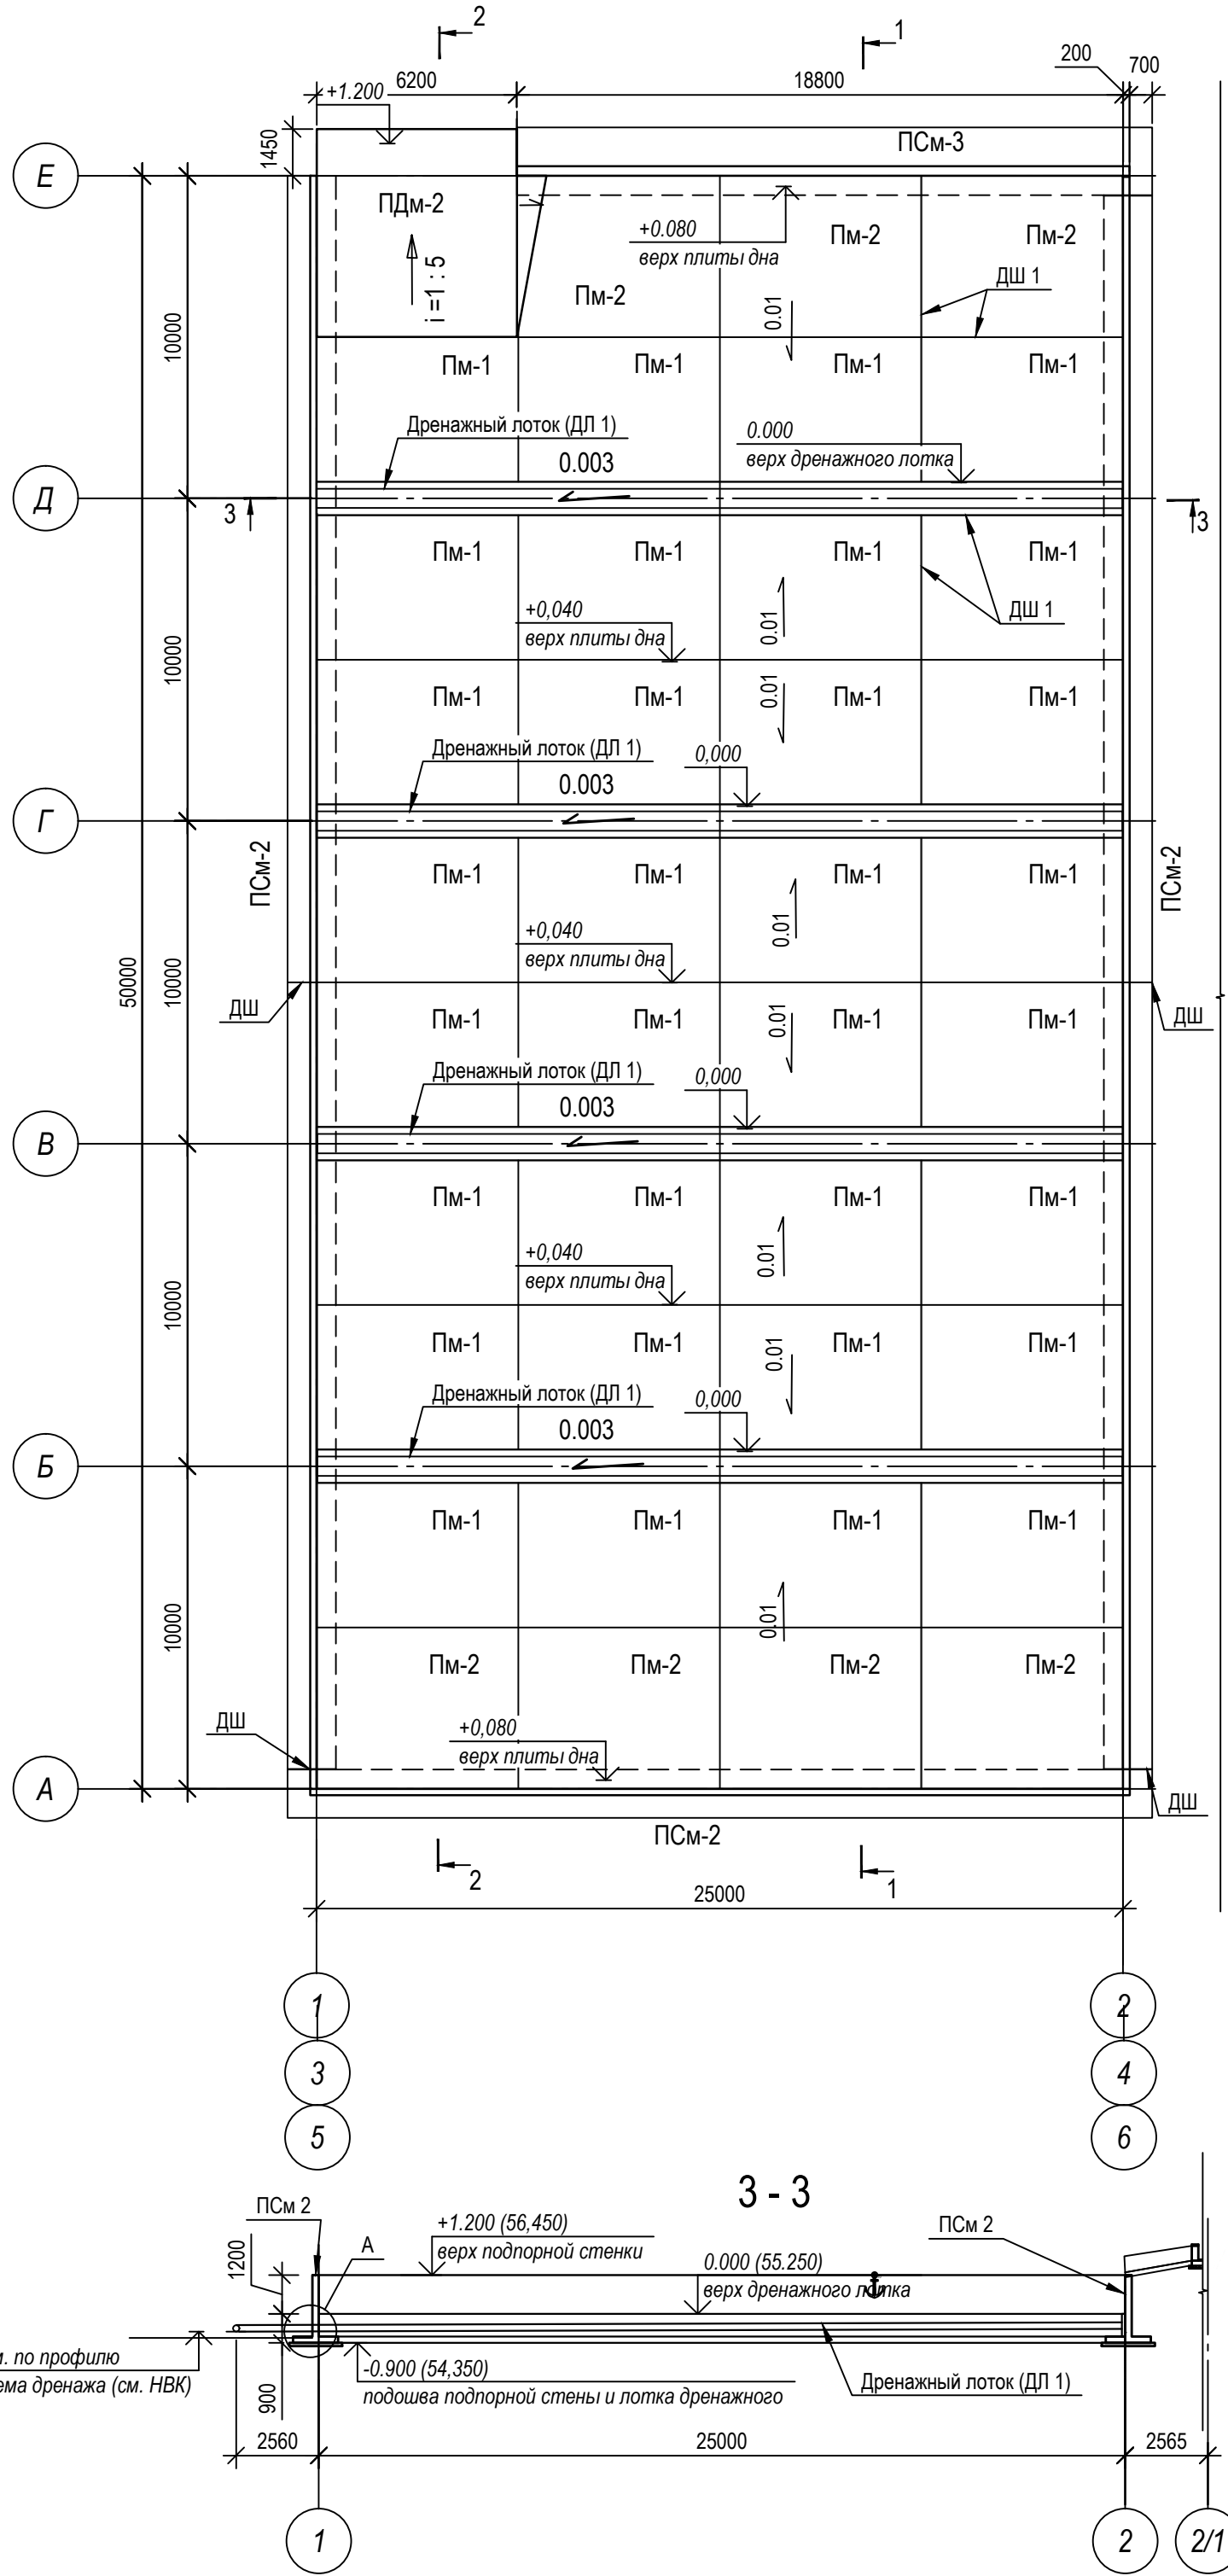 2
1
6200
18800
200
700
+1.200
1450
ПСм-3
Е
ПДм-2
i=1 : 5
+0.080
верх плиты дна
Пм-2
Пм-2
Пм-2
ДШ 1
0.01
10000
Пм-1
Пм-1
Пм-1
Пм-1
Дренажный лоток (ДЛ 1)
0.003
0.000
верх дренажного лотка
Д
3
3
Пм-1
Пм-1
Пм-1
Пм-1
+0,040
верх плиты дна
0.01
ДШ 1
10000
0.01
Пм-1
Пм-1
Пм-1
Пм-1
Дренажный лоток (ДЛ 1)
0.003
0,000
Г
ПСм-2
Пм-1
Пм-1
Пм-1
Пм-1
ПСм-2
0.01
+0,040
верх плиты дна
50000
10000
ДШ
ДШ
0.01
Пм-1
Пм-1
Пм-1
Пм-1
Дренажный лоток (ДЛ 1)
0.003
0,000
В
Пм-1
Пм-1
Пм-1
Пм-1
0.01
+0,040
верх плиты дна
10000
0.01
Пм-1
Пм-1
Пм-1
Пм-1
Дренажный лоток (ДЛ 1)
0.003
0,000
Б
Пм-1
Пм-1
Пм-1
Пм-1
0.01
10000
Пм-2
Пм-2
Пм-2
Пм-2
ДШ
+0,080
верх плиты дна
А
ДШ
ПСм-2
2
1
25000
1
2
3
4
5
6
3 - 3
ПСм 2
1200
А
+1.200 (56,450)
верх подпорной стенки
0.000 (55.250)
верх дренажного лотка
ПСм 2
м. по профилю
ема дренажа (см. НВК)
900
-0.900 (54,350)
подошва подпорной стены и лотка дренажного
Дренажный лоток (ДЛ 1)
2560
25000
2565
1
2
2/1